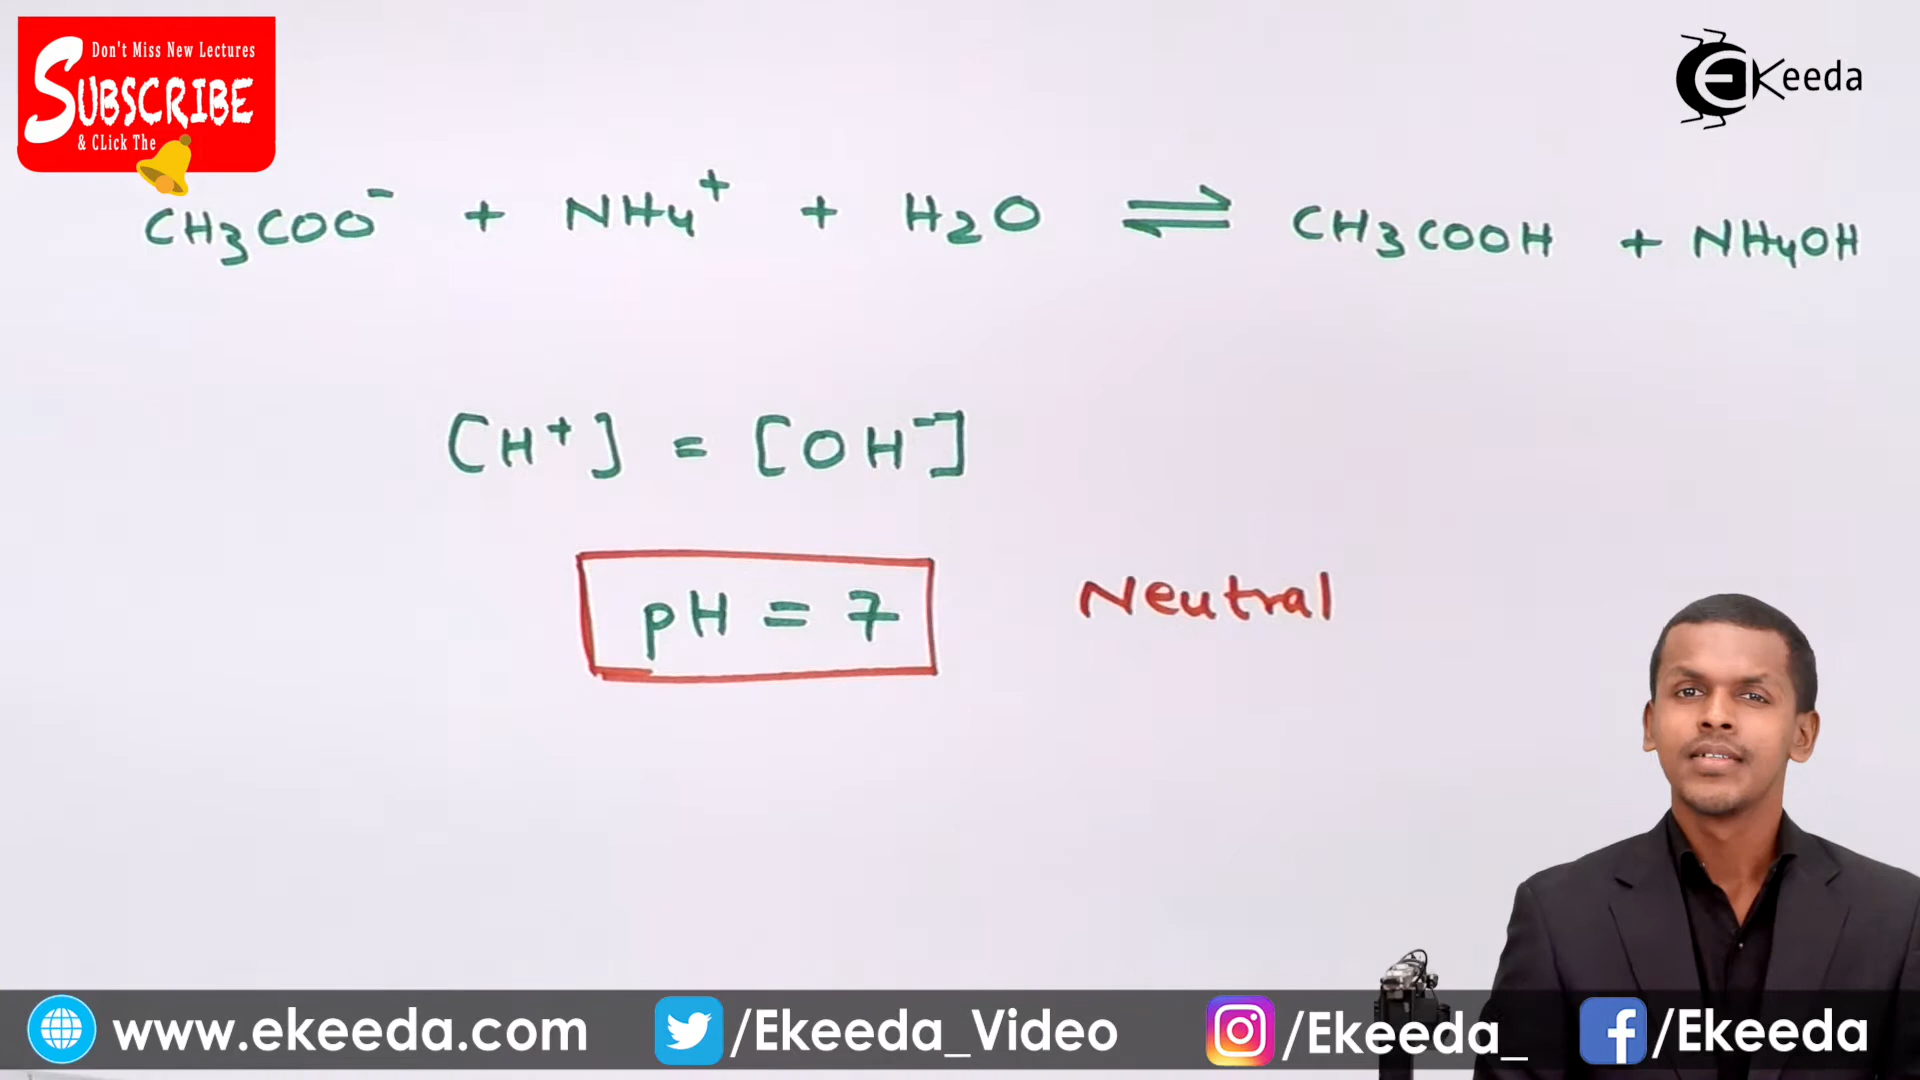 Don't Miss New Lectures
SUBSCRIBE
& CLick The
EKeeda
CH3COO⁻ + NH4⁺ + H2O ⇌ CH3COOH + NH4OH
[H⁺] = [OH⁻]
pH = 7
Neutral
www.ekeeda.com /Ekeeda_Video /Ekeeda_ /Ekeeda